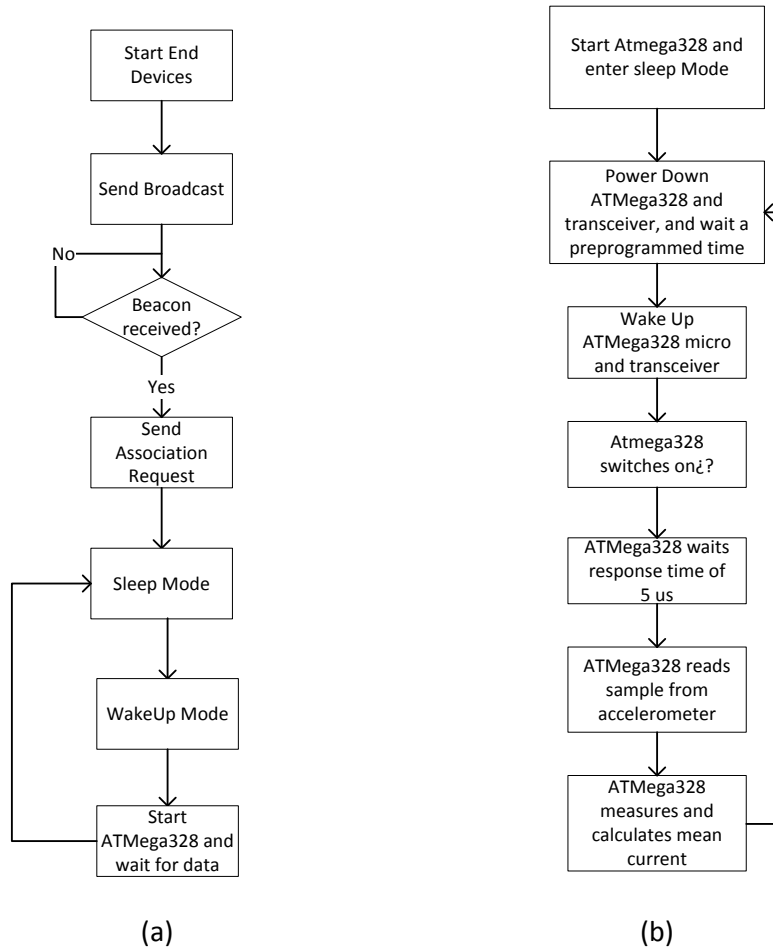 Start End
Devices
Send Broadcast
No
Beacon
received?
Yes
Send
Association
Request
Sleep Mode
WakeUp Mode
Start
ATMega328 and
wait for data
(a)
Start Atmega328 and
enter sleep Mode
Power Down
ATMega328 and
transceiver, and wait a
preprogrammed time
Wake Up
ATMega328 micro
and transceiver
Atmega328
switches on¿?
ATMega328 waits
response time of
5 us
ATMega328 reads
sample from
accelerometer
ATMega328
measures and
calculates mean
current
(b)